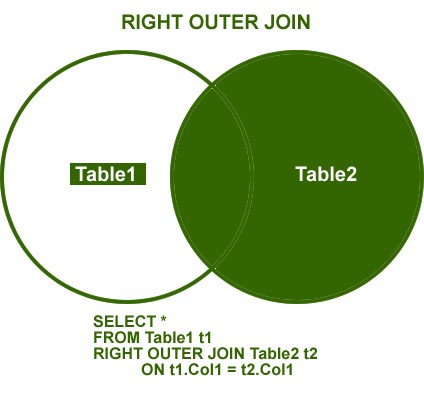 RIGHT OUTER JOIN
Table1
Table2
SELECT *
FROM Table1 t1
RIGHT OUTER JOIN Table2 t2
ON t1.Col1 = t2.Col1